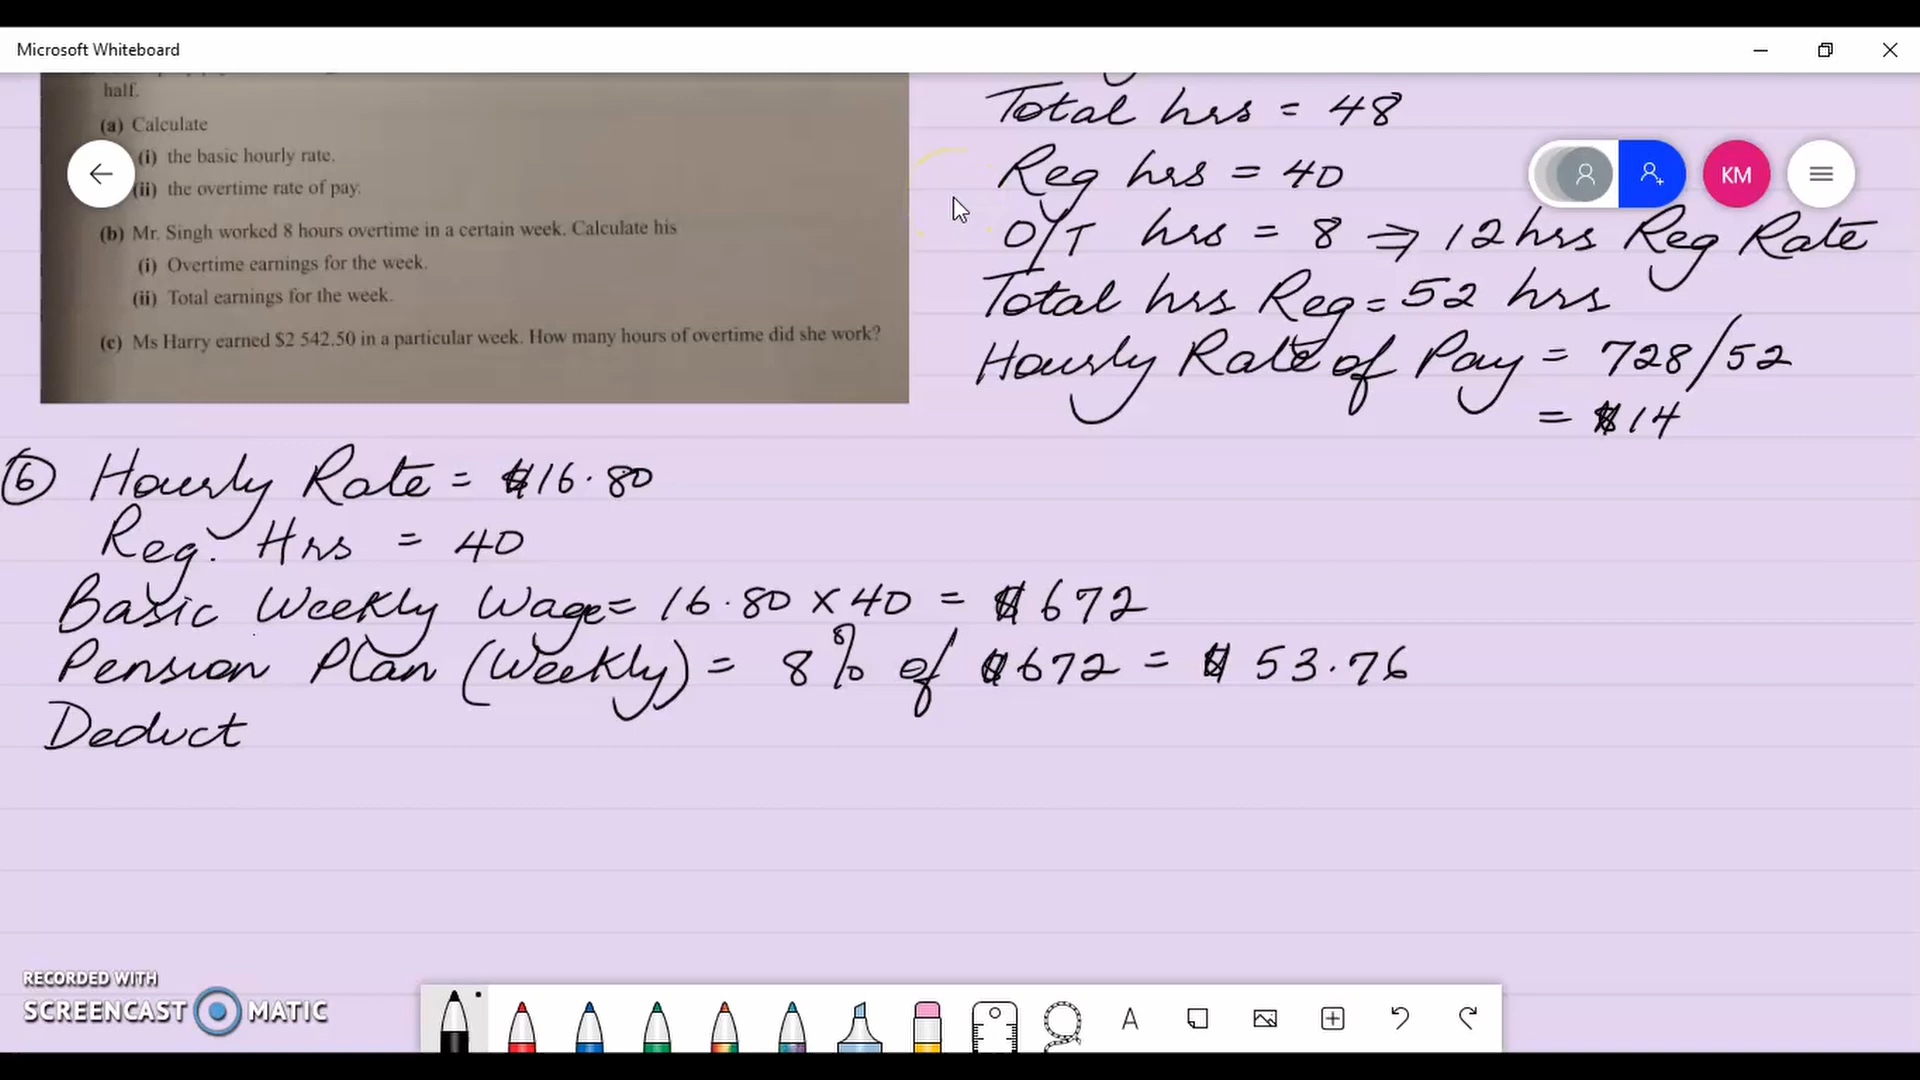 Microsoft Whiteboard
half.
(a) Calculate
(i) the basic hourly rate.
(ii) the overtime rate of pay.
(b) Mr. Singh worked 8 hours overtime in a certain week. Calculate his
(i) Overtime earnings for the week.
(ii) Total earnings for the week.
(c) Ms Harry earned $2 542.50 in a particular week. How many hours of overtime did she work?
Total hrs = 48
Reg hrs = 40
O/T hrs = 8 ⇒ 12 hrs Reg Rate
Total hrs Reg = 52 hrs
Hourly Rate of Pay = 728/52
= $14
KM
⑥ Hourly Rate = $16.80
Reg. Hrs = 40
Basic Weekly Wage = 16.80 x 40 = $672
Pension Plan (Weekly) = 8% of $672 = $53.76
Deduct
RECORDED WITH
SCREENCAST MATIC
A